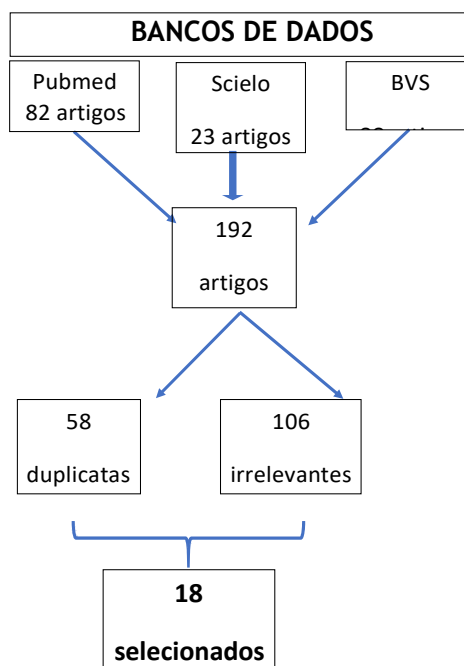 BANCOS DE DADOS
Pubmed
82 artigos
Scielo
23 artigos
BVS
192
artigos
58
duplicatas
106
irrelevantes
18
selecionados